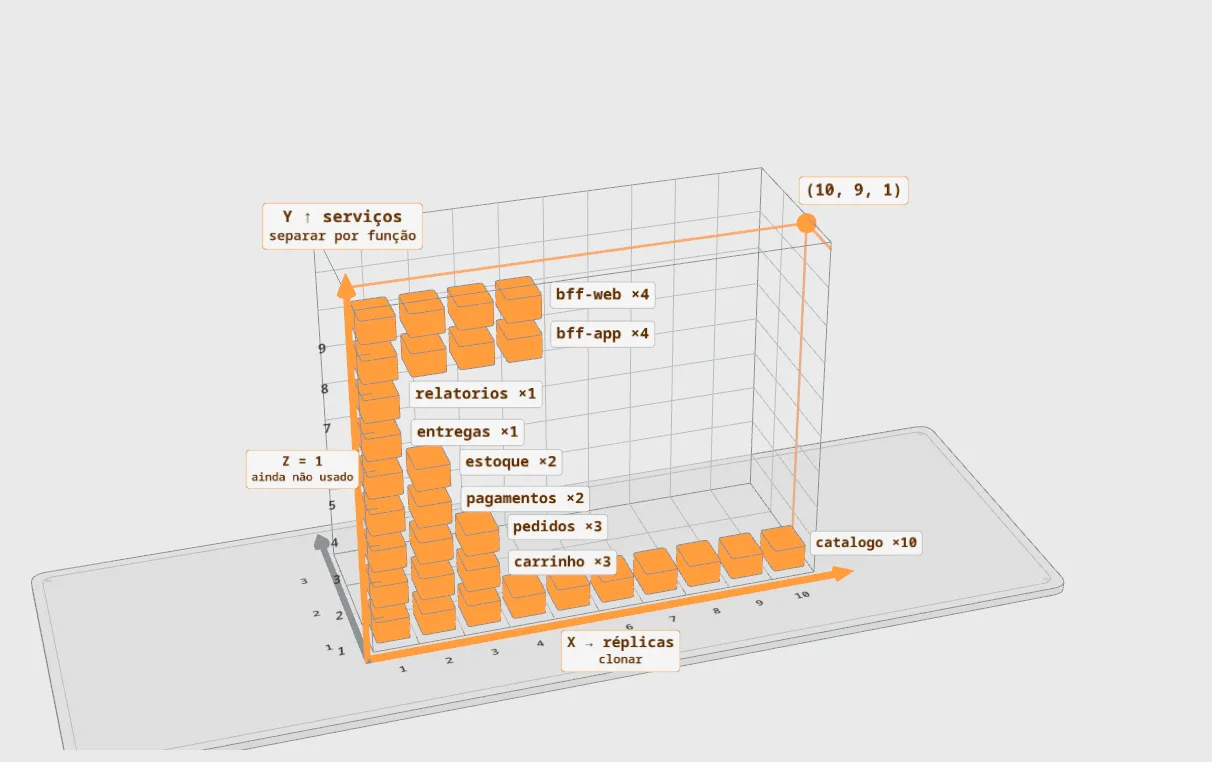 (10, 9, 1)
Y ↑ serviços
separar por função
bff-web ×4
bff-app ×4
9
8
relatorios ×1
7
entregas ×1
Z = 1
ainda não usado
estoque ×2
pagamentos ×2
5
pedidos ×3
4
catalogo ×10
carrinho ×3
3
3
2
2
1
1
1
2
3
4
6
7
8
9
10
X → réplicas
clonar